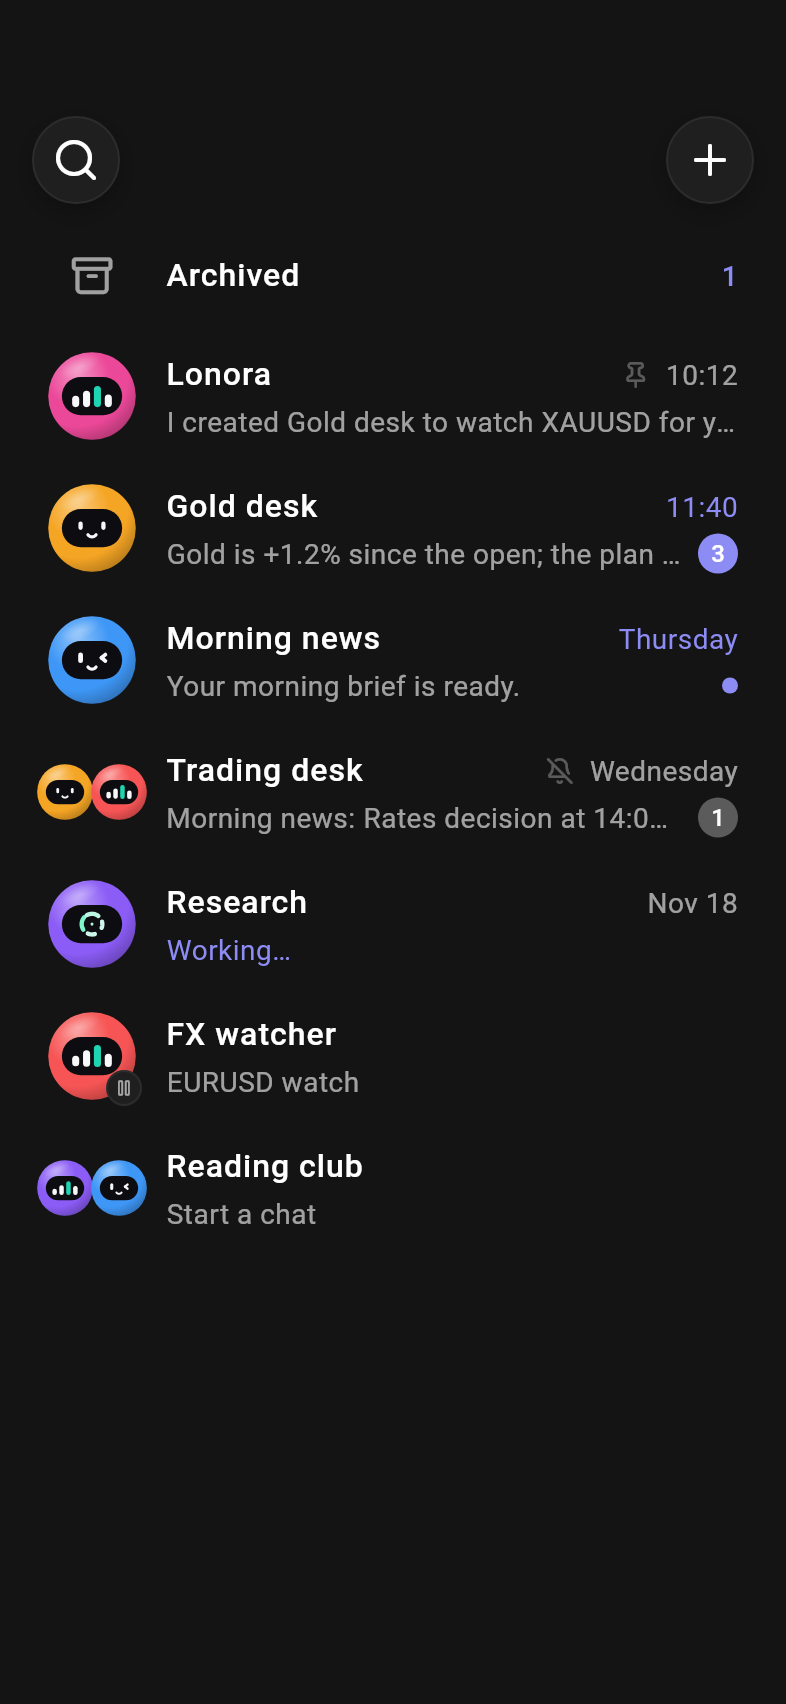 Archived 1
Lonora 10:12
I created Gold desk to watch XAUUSD for y…
Gold desk 11:40
Gold is +1.2% since the open; the plan … 3
Morning news Thursday
Your morning brief is ready.
Trading desk Wednesday
Morning news: Rates decision at 14:0… 1
Research Nov 18
Working…
FX watcher
EURUSD watch
Reading club
Start a chat